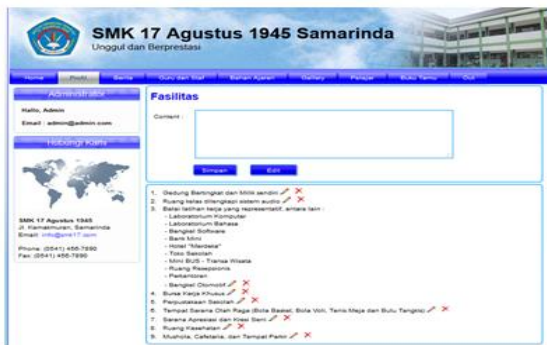 SMK 17 Agustus 1945 Samarinda
Unggul dan Berprestasi
Home Profil Berita Guru dan Staf Bahan Ajaran Gallery Pelajar Buku Tamu Out
Administrator
Hallo, Admin
Email : admin@admin.com
Hubungi Kami
SMK 17 Agustus 1945
Jl. Kemakmuran, Samarinda
Email: info@smk17.com
Phone: (0541) 456-7890
Fax: (0541) 456-7890
Fasilitas
Content :
Simpan Edit
1. Gedung Bertingkat dan Milik sendiri
2. Ruang kelas dilengkapi sistem audio
3. Balai latihan kerja yang representatif, antara lain :
- Laboratorium Komputer
- Laboratorium Bahasa
- Bengkel Software
- Bank Mini
- Hotel "Merdeka"
- Toko Sekolah
- Mini BUS - Transa Wisata
- Ruang Resepsionis
- Perkantoran
- Bengkel Otomotif
4. Bursa Kerja Khusus
5. Perpustakaan Sekolah
6. Tempat Sarana Olah Raga (Bola Basket, Bola Voli, Tenis Meja dan Bulu Tangkis)
7. Sarana Apresiasi dan Kresi Seni
8. Ruang Kesehatan
9. Mushola, Cafetaria, dan Tempat Parkir